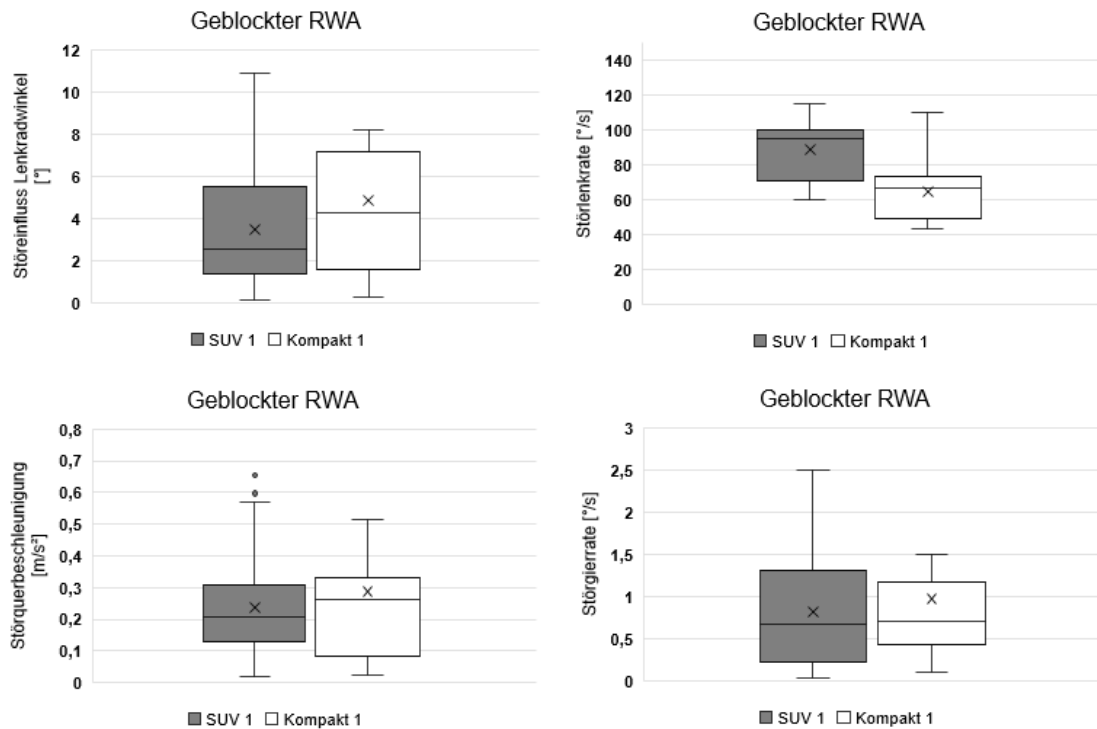 Geblockter RWA
Störeinfluss Lenkradwinkel
[°]
12
10
8
6
4
2
0
SUV 1 Kompakt 1
Geblockter RWA
Störlenkrate [°/s]
140
120
100
80
60
40
20
0
SUV 1 Kompakt 1
Geblockter RWA
Störquerbeschleunigung
[m/s²]
0,8
0,7
0,6
0,5
0,4
0,3
0,2
0,1
0
SUV 1 Kompakt 1
Geblockter RWA
Störgierrate [°/s]
3
2,5
2
1,5
1
0,5
0
SUV 1 Kompakt 1